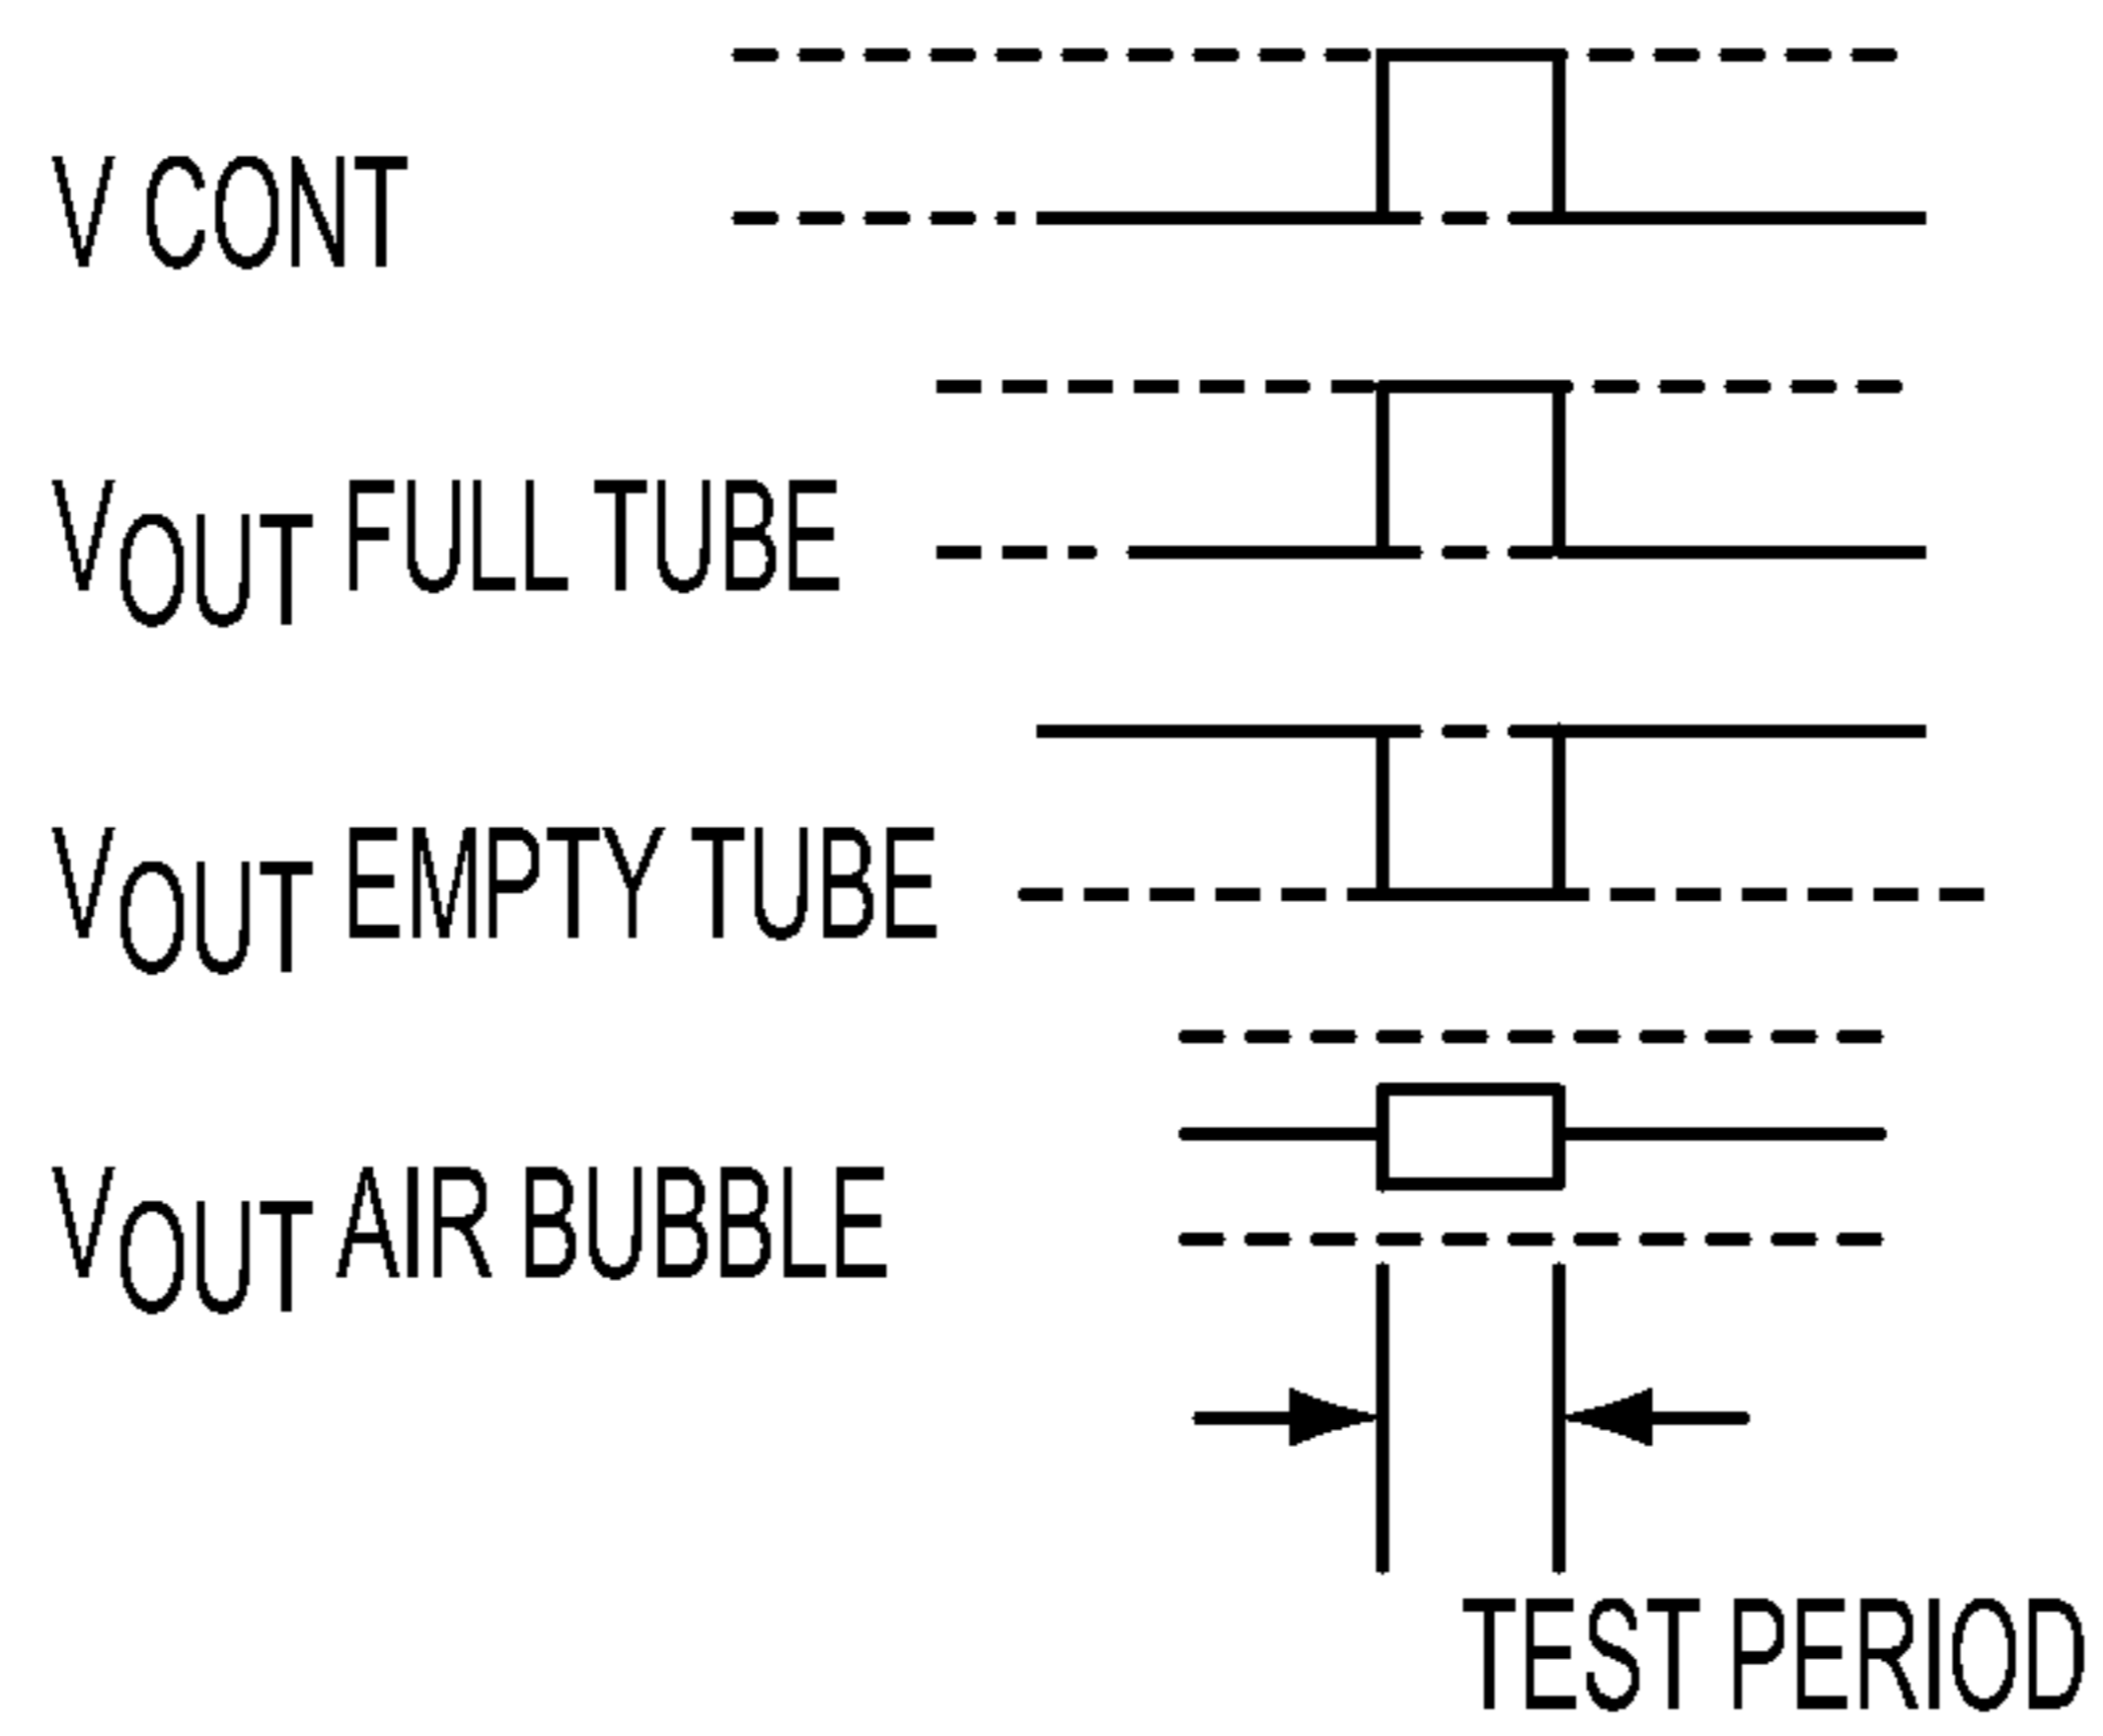 V CONT
VOUT FULL TUBE
VOUT EMPTY TUBE
VOUT AIR BUBBLE
TEST PERIOD